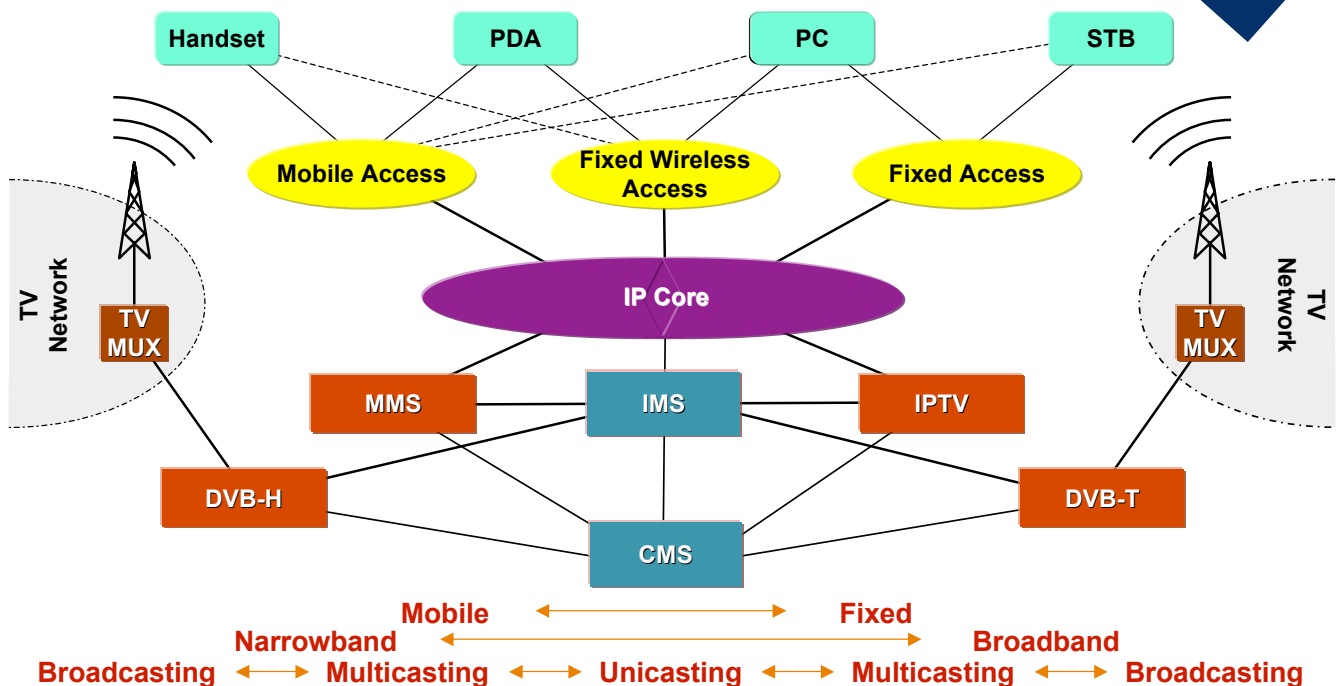 Handset
PDA
PC
STB
Mobile Access
Fixed Wireless
Access
Fixed Access
TV
Network
TV
MUX
IP Core
TV
MUX
TV
Network
MMS
IMS
IPTV
DVB-H
DVB-T
CMS
Mobile Fixed
Narrowband Broadband
Broadcasting Multicasting Unicasting Multicasting Broadcasting